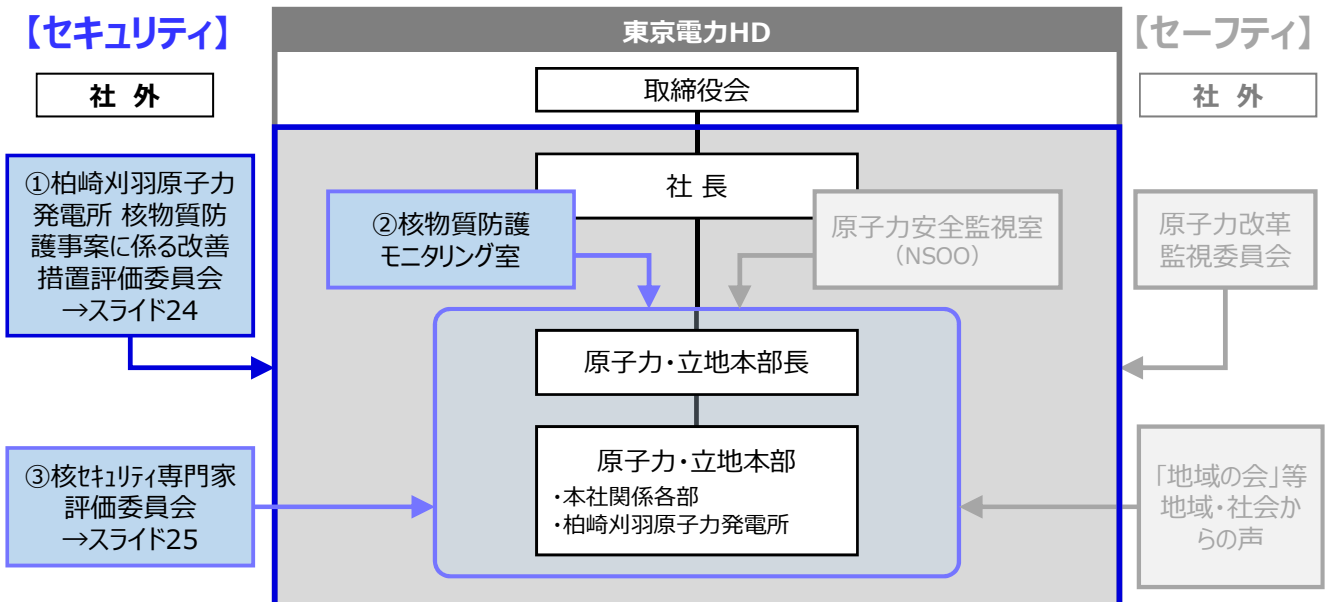 【セキュリティ】
社 外
①柏崎刈羽原子力
発電所 核物質防
護事案に係る改善
措置評価委員会
→スライド24
③核ｾｷｭﾘﾃｨ専門家
評価委員会
→スライド25
東京電力HD
取締役会
社 長
②核物質防護
モニタリング室
原子力安全監視室
（NSOO）
原子力・立地本部長
原子力・立地本部
・本社関係各部
・柏崎刈羽原子力発電所
【セーフティ】
社 外
原子力改革
監視委員会
「地域の会」等
地域・社会か
らの声